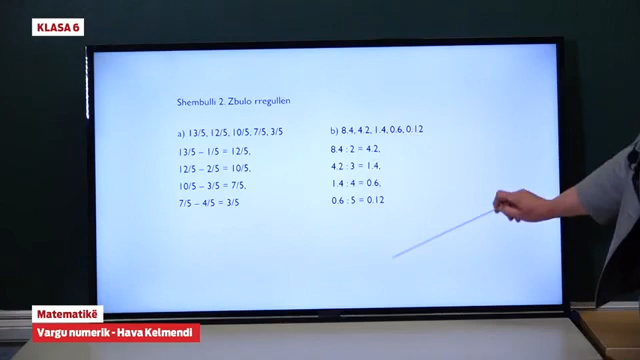 KLASA 6
Shembulli 2. Zbulo rregullën
a) 13/5, 12/5, 10/5, 7/5, 3/5
13/5 – 1/5 = 12/5,
12/5 – 2/5 = 10/5,
10/5 – 3/5 = 7/5,
7/5 – 4/5 = 3/5
b) 8.4, 4.2, 1.4, 0.6, 0.12
8.4 : 2 = 4.2,
4.2 : 3 = 1.4,
1.4 : 4 = 0.6,
0.6 : 5 = 0.12
Matematikë
Vargu numerik - Hava Kelmendi